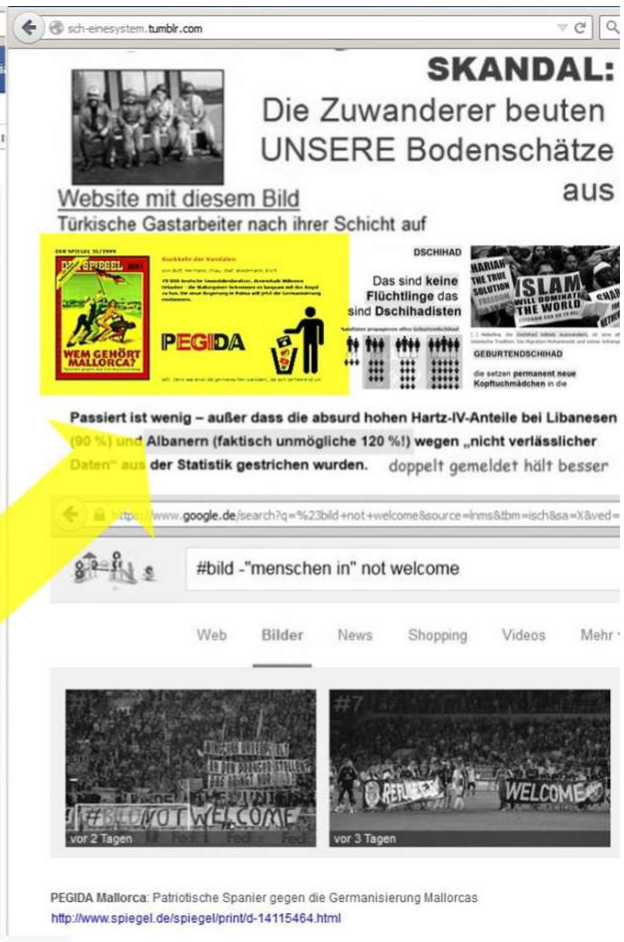 sch-einesystem.tumblr.com
SKANDAL:
Die Zuwanderer beuten
UNSERE Bodenschätze
aus
Website mit diesem Bild
Türkische Gastarbeiter nach ihrer Schicht auf
DER SPIEGEL
WEM GEHÖRT
MALLORCA?
Rückkehr der Vandalen
PEGIDA
DSCHIHAD
Das sind keine
Flüchtlinge das
sind Dschihadisten
SHARIAH
THE TRUE
SOLUTION
FREEDOM
ISLAM
WILL DOMINATE
THE WORLD
GEBURTENDSCHIHAD
die setzen permanent neue
Kopftuchmädchen in die
Passiert ist wenig – außer dass die absurd hohen Hartz-IV-Anteile bei Libanesen
(90 %) und Albanern (faktisch unmögliche 120 %!) wegen „nicht verlässlicher
Daten“ aus der Statistik gestrichen wurden. doppelt gemeldet hält besser
https://www.google.de/search?q=%23bild+not+welcome&source=lnms&tbm=isch&sa=X&ved=
#bild -"menschen in" not welcome
Web Bilder News Shopping Videos Mehr
#BILDNOTWELCOME
vor 2 Tagen
#7
REFUGEES WELCOME
vor 3 Tagen
PEGIDA Mallorca: Patriotische Spanier gegen die Germanisierung Mallorcas
http://www.spiegel.de/spiegel/print/d-14115464.html